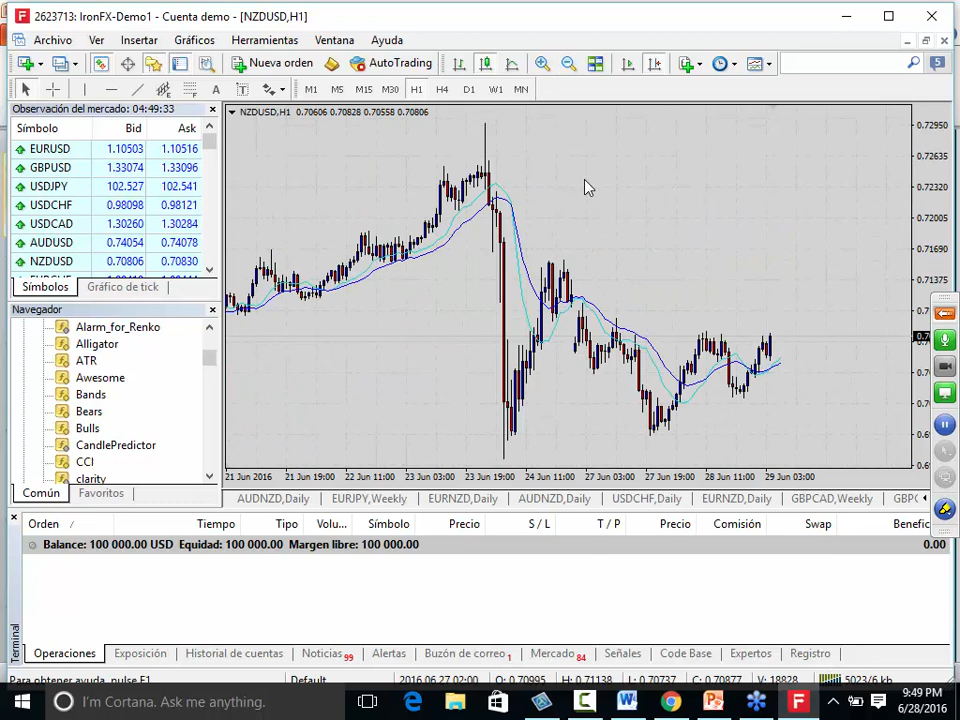 2623713: IronFX-Demo1 - Cuenta demo - [NZDUSD,H1]
Archivo Ver Insertar Gráficos Herramientas Ventana Ayuda
Nueva orden AutoTrading 5
A T M1 M5 M15 M30 H1 H4 D1 W1 MN
Observación del mercado: 04:49:33
Símbolo Bid Ask
EURUSD 1.10503 1.10516
GBPUSD 1.33074 1.33096
USDJPY 102.527 102.541
USDCHF 0.98098 0.98121
USDCAD 1.30260 1.30284
AUDUSD 0.74054 0.74078
NZDUSD 0.70806 0.70830
Símbolos Gráfico de tick
Navegador
Alarm_for_Renko
Alligator
ATR
Awesome
Bands
Bears
Bulls
CandlePredictor
CCI
clarity
Común Favoritos
NZDUSD,H1 0.70606 0.70828 0.70558 0.70806
0.72950
0.72635
0.72320
0.72005
0.71690
0.71375
21 Jun 2016 21 Jun 19:00 22 Jun 11:00 23 Jun 03:00 23 Jun 19:00 24 Jun 11:00 27 Jun 03:00 27 Jun 19:00 28 Jun 11:00 29 Jun 03:00
AUDNZD,Daily EURJPY,Weekly EURNZD,Daily AUDNZD,Daily USDCHF,Daily EURNZD,Daily GBPCAD,Weekly GBPC
Orden / Tiempo Tipo Volu... Símbolo Precio S / L T / P Precio Comisión Swap Benefic
Balance: 100 000.00 USD Equidad: 100 000.00 Margen libre: 100 000.00 0.00
Terminal
Operaciones Exposición Historial de cuentas Noticias 99 Alertas Buzón de correo 1 Mercado 84 Señales Code Base Expertos Registro
Para obtener ayuda, pulse F1 Default 2016.06.27 02:00 O: 0.70995 H: 0.71138 L: 0.70737 C: 0.70877 V: 18828 5023/6 kb
I'm Cortana. Ask me anything.
9:49 PM
6/28/2016